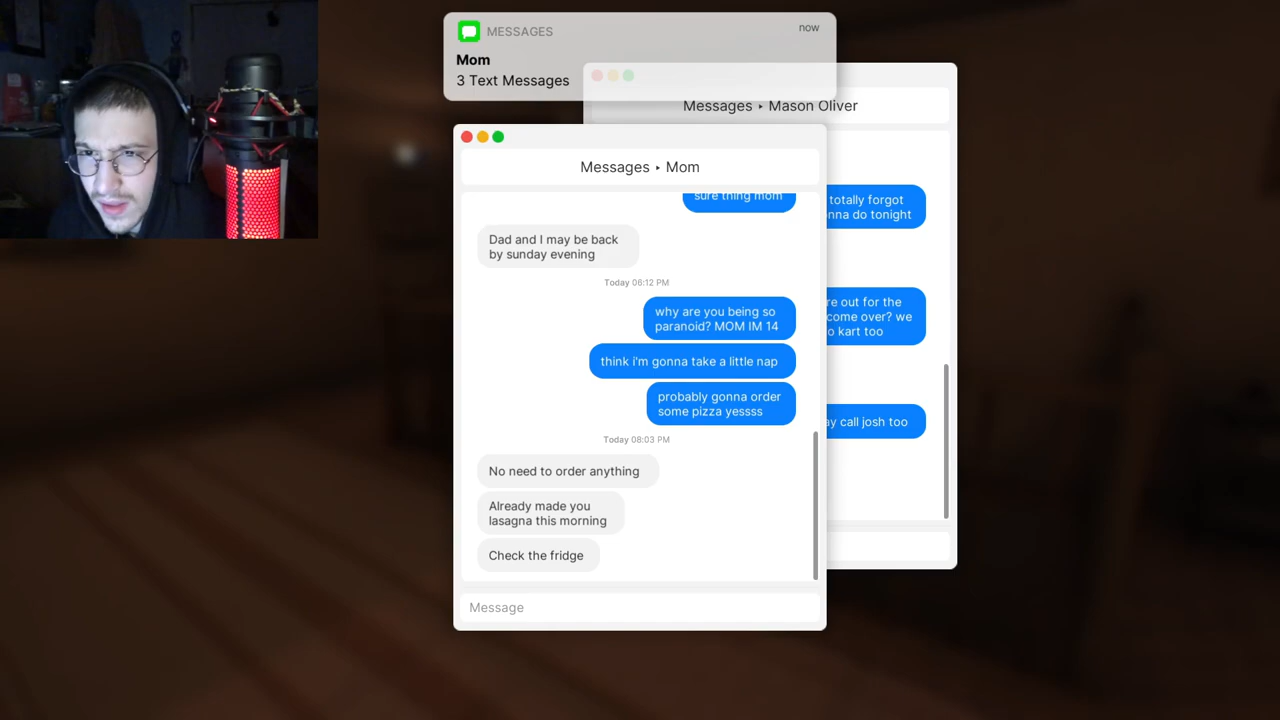 MESSAGES
now
Mom
3 Text Messages
Messages ‣ Mason Oliver
totally forgot
nna do tonight
re out for the
come over? we
o kart too
ay call josh too
Messages ‣ Mom
sure thing mom
Dad and I may be back
by sunday evening
Today 06:12 PM
why are you being so
paranoid? MOM IM 14
think i'm gonna take a little nap
probably gonna order
some pizza yessss
Today 08:03 PM
No need to order anything
Already made you
lasagna this morning
Check the fridge
Message